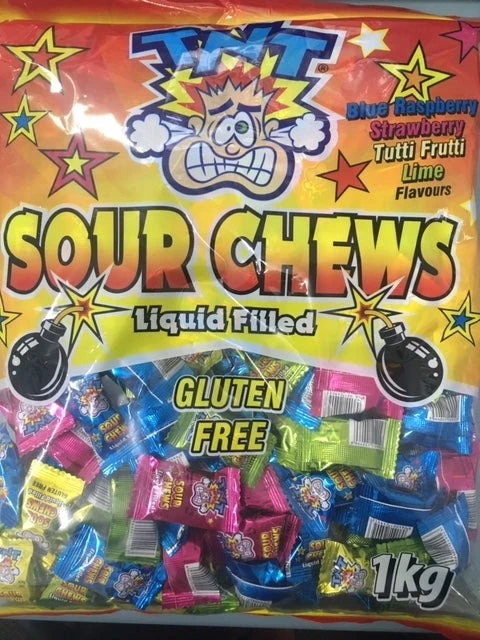 TNT®
Blue Raspberry
Strawberry
Tutti Frutti
Lime
Flavours
SOUR CHEWS
Liquid Filled
GLUTEN
FREE
1kg